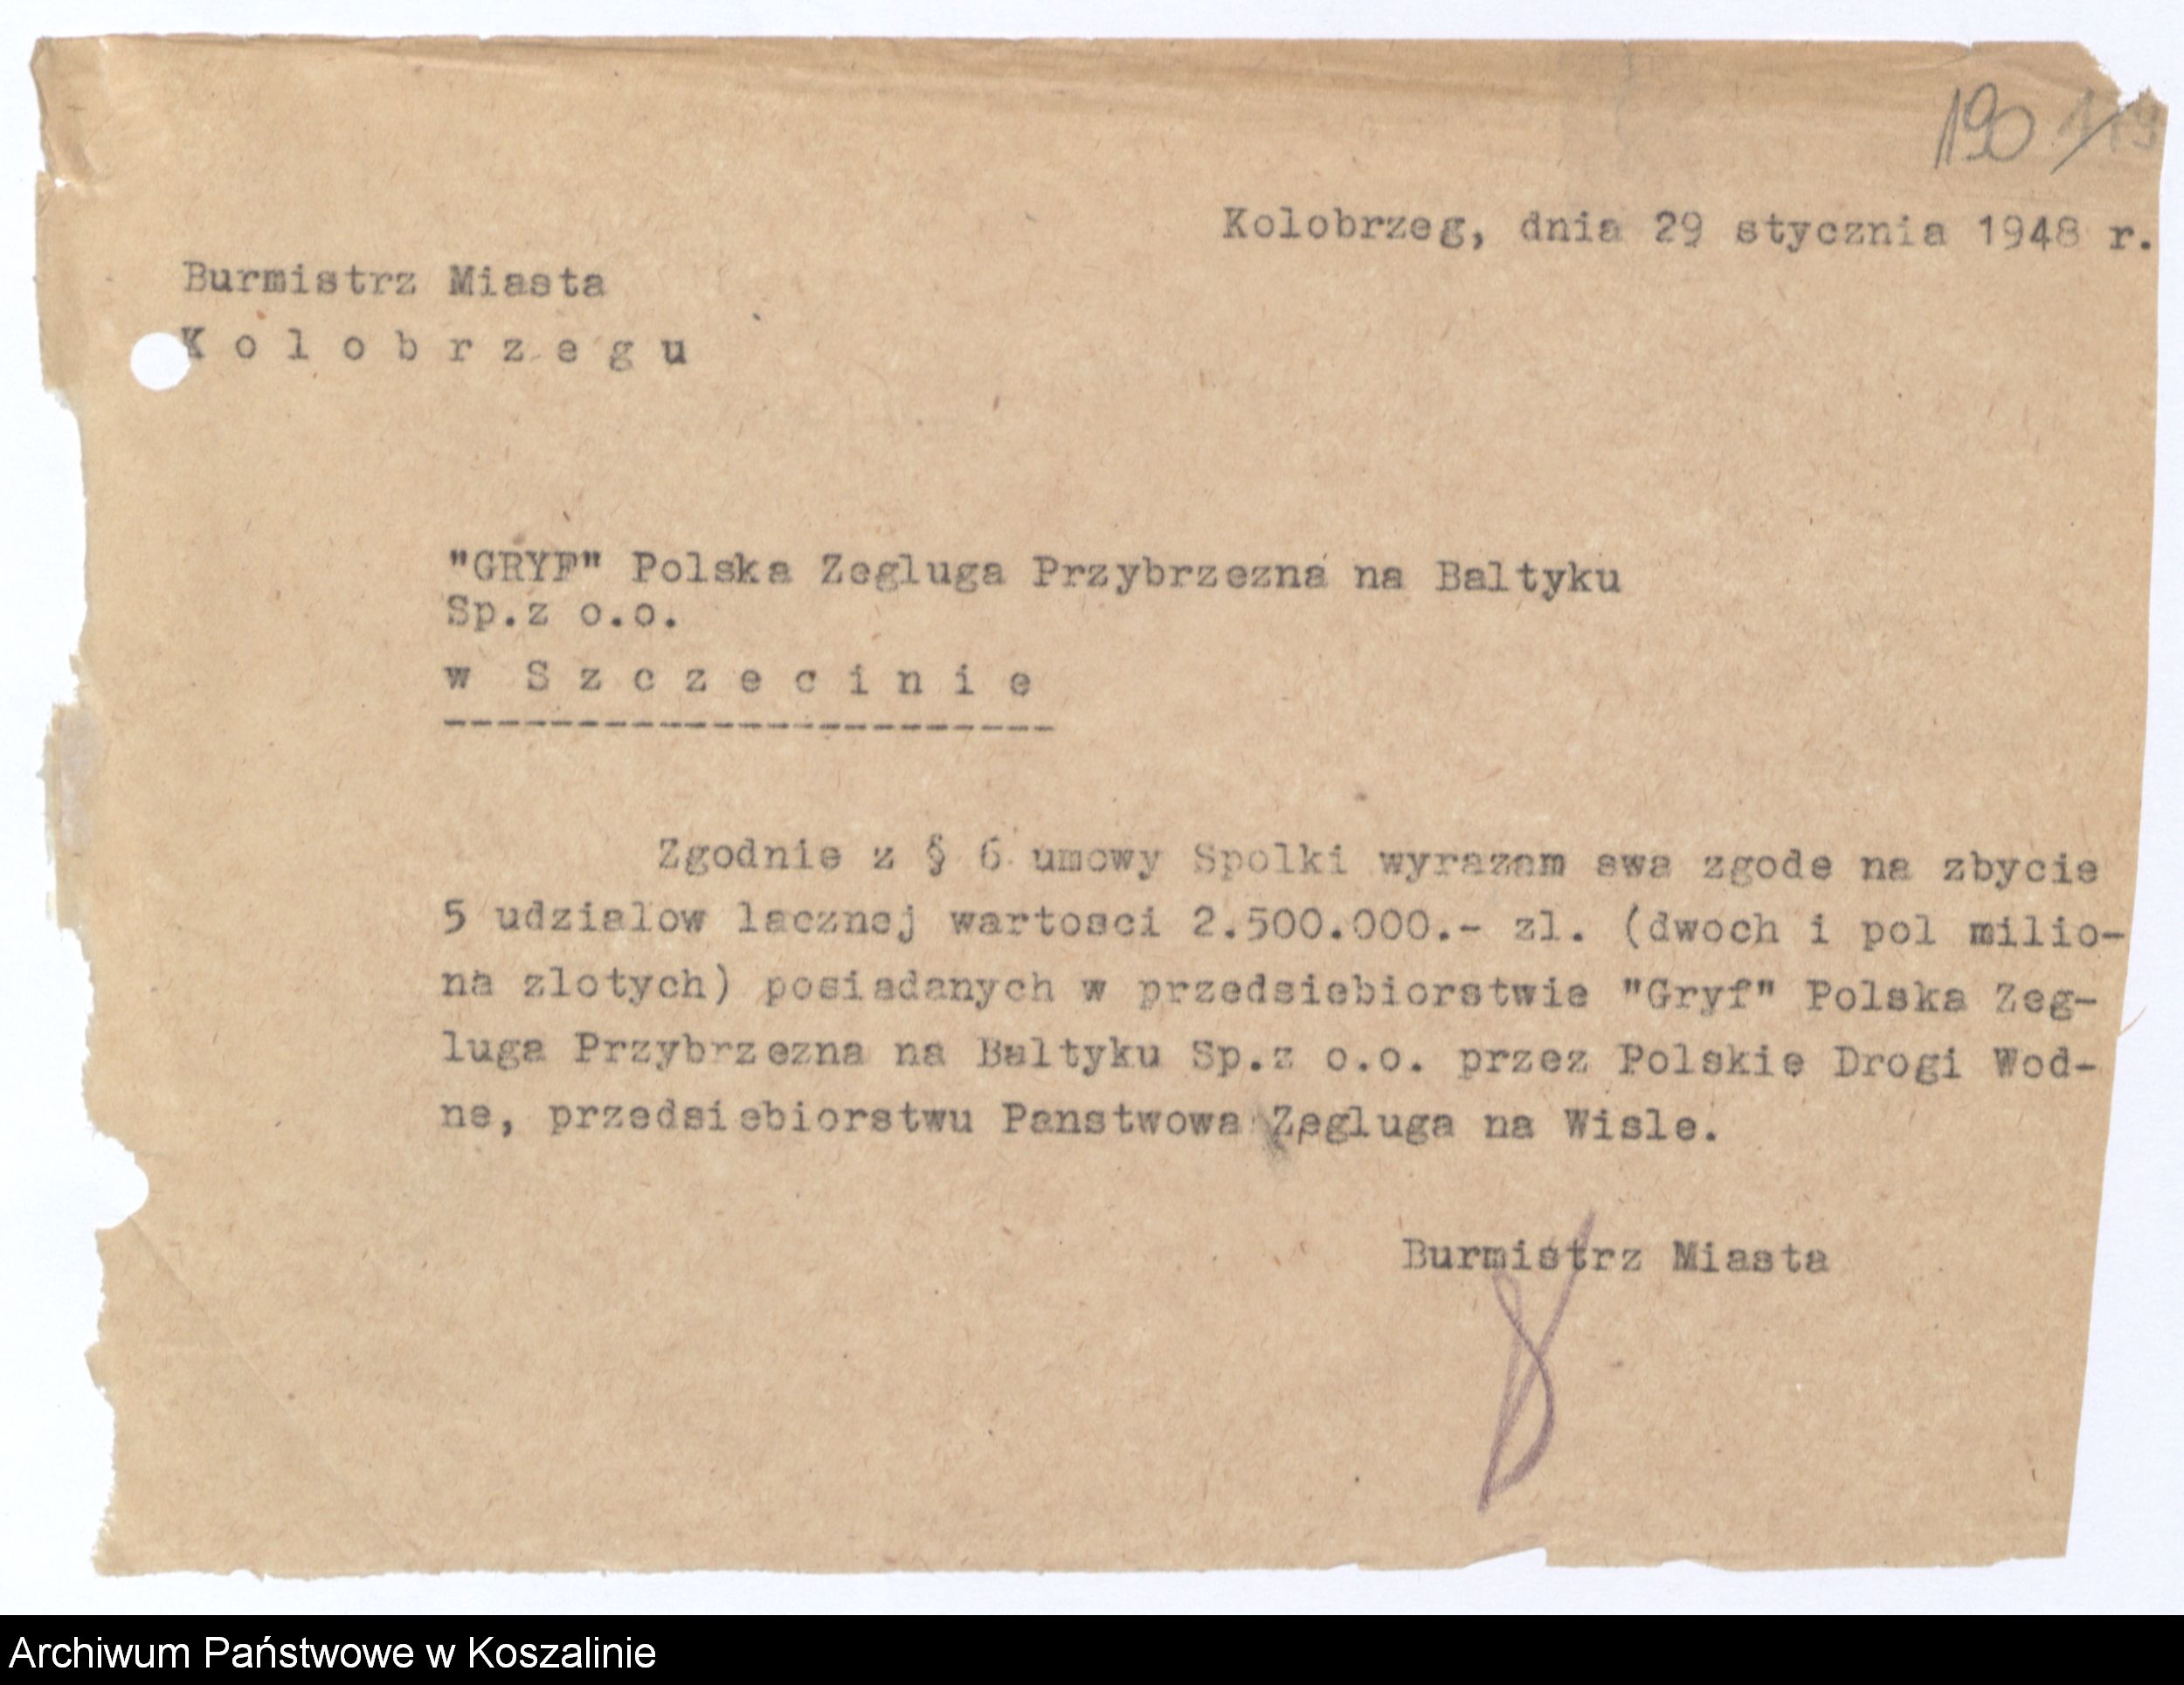 190 119
Kolobrzeg, dnia 29 stycznia 1948 r.
Burmistrz Miasta
K o l o b r z e g u
"GRYF" Polska Zegluga Przybrzezna na Baltyku
Sp.z o.o.
w S z c z e c i n i e
-----------------------
Zgodnie z § 6 umowy Spolki wyrazam swa zgode na zbycie
5 udzialow lacznej wartosci 2.500.000.- zl. (dwoch i pol milio-
na zlotych) posiadanych w przedsiebiorstwie "Gryf" Polska Zeg-
luga Przybrzezna na Baltyku Sp.z o.o. przez Polskie Drogi Wod-
ne, przedsiebiorstwu Panstwowa Zegluga na Wisle.
Burmistrz Miasta
Archiwum Państwowe w Koszalinie